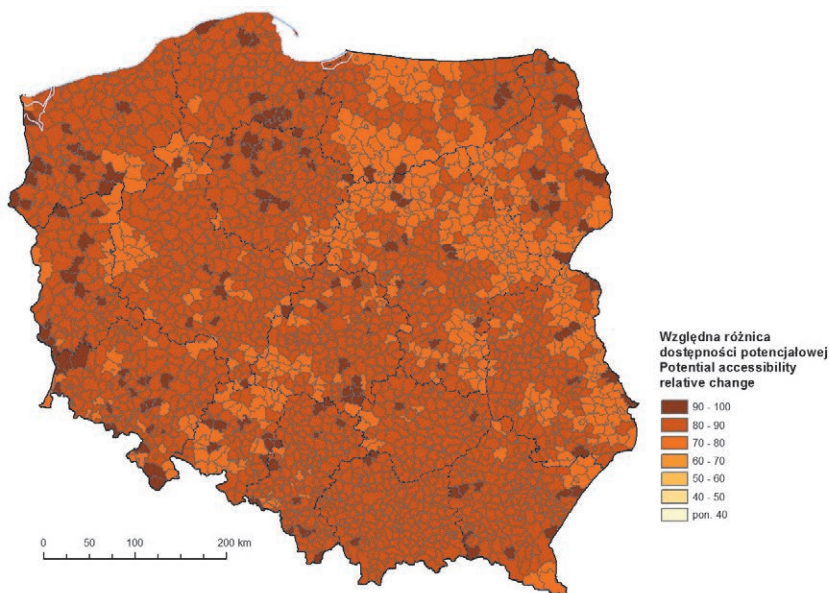 Względna różnica
dostępności potencjałowej
Potential accessibility
relative change
90 - 100
80 - 90
70 - 80
60 - 70
50 - 60
40 - 50
pon. 40
0 50 100 200 km